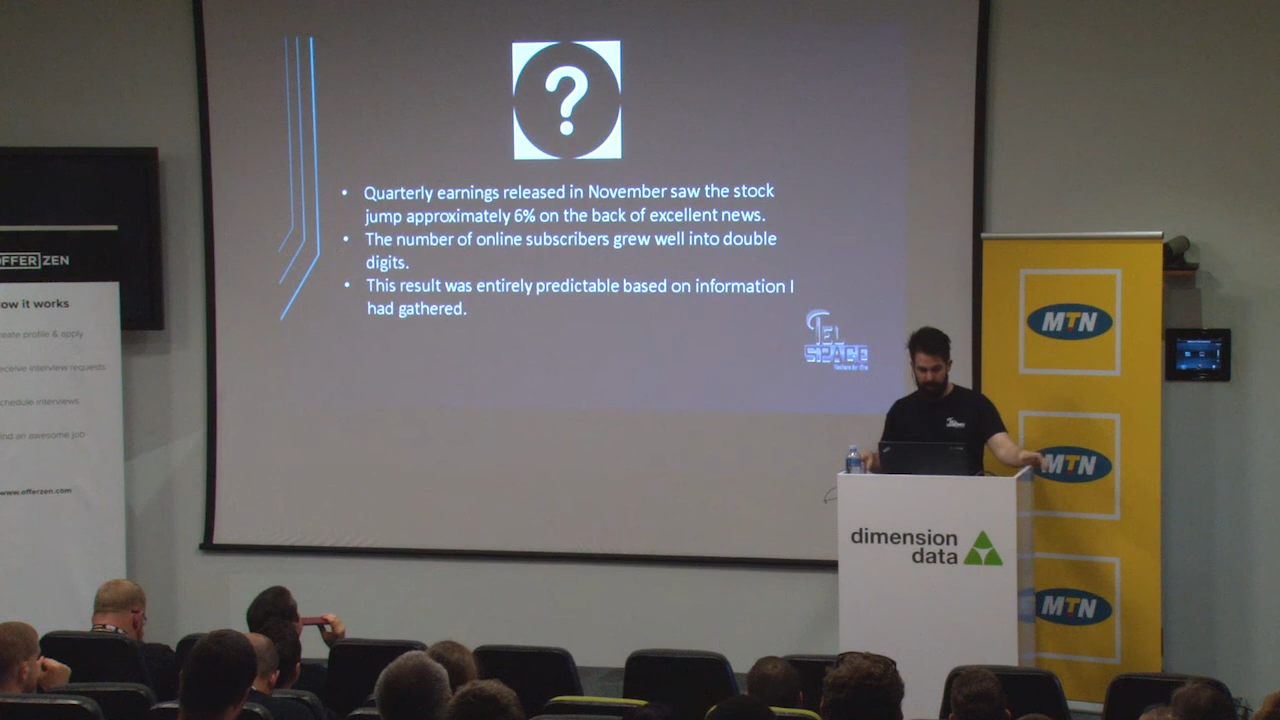 ?
• Quarterly earnings released in November saw the stock
jump approximately 6% on the back of excellent news.
• The number of online subscribers grew well into double
digits.
• This result was entirely predictable based on information I
had gathered.
TEL
SPACE
OFFERZEN
ow it works
eate profile & apply
eceive interview requests
chedule interviews
ind an awesome job
www.offerzen.com
MTN
MTN
MTN
dimension
data